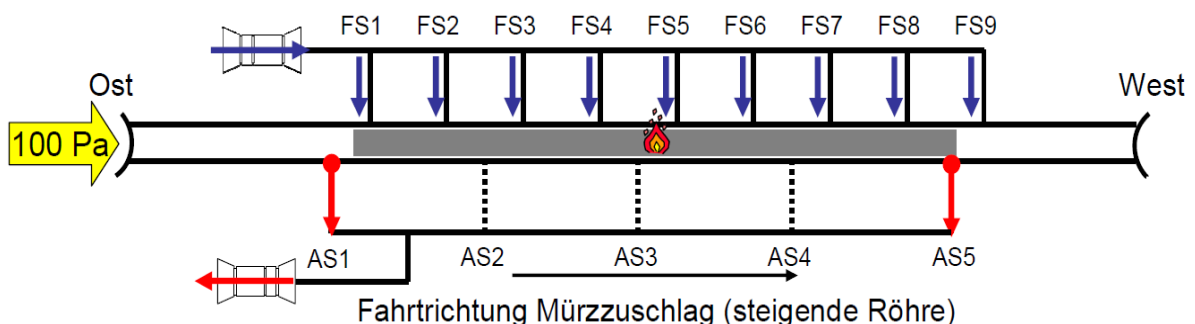 FS1 FS2 FS3 FS4 FS5 FS6 FS7 FS8 FS9
Ost
West
100 Pa
AS1 AS2 AS3 AS4 AS5
Fahrtrichtung Mürzzuschlag (steigende Röhre)